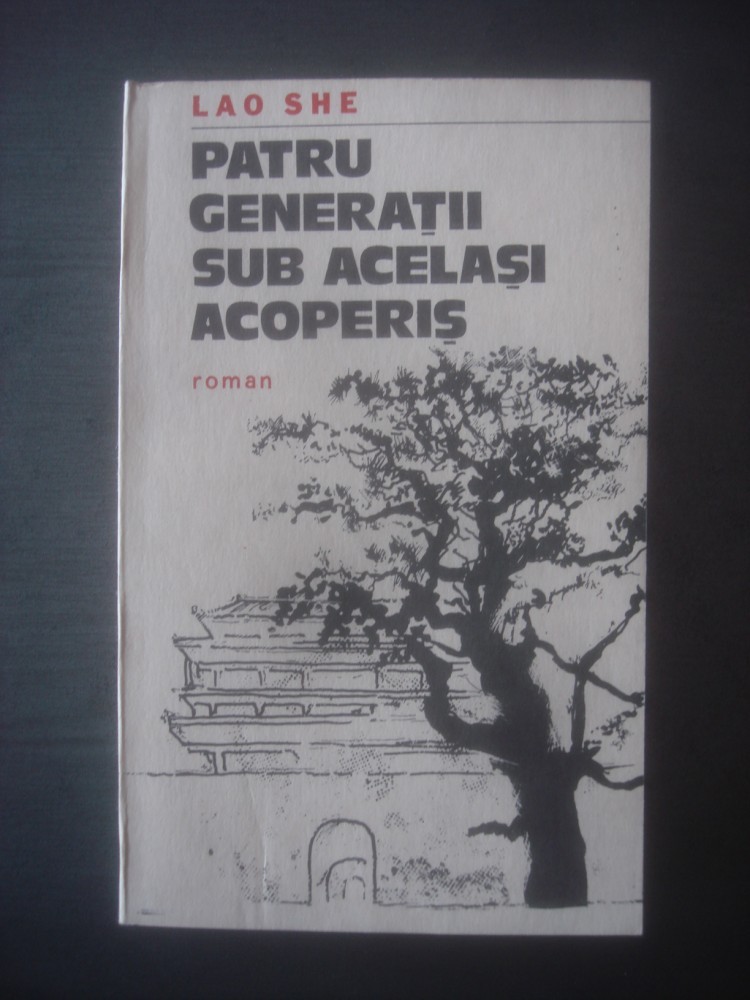 LAO SHE
PATRU
GENERAȚII
SUB ACELAȘI
ACOPERIȘ
roman